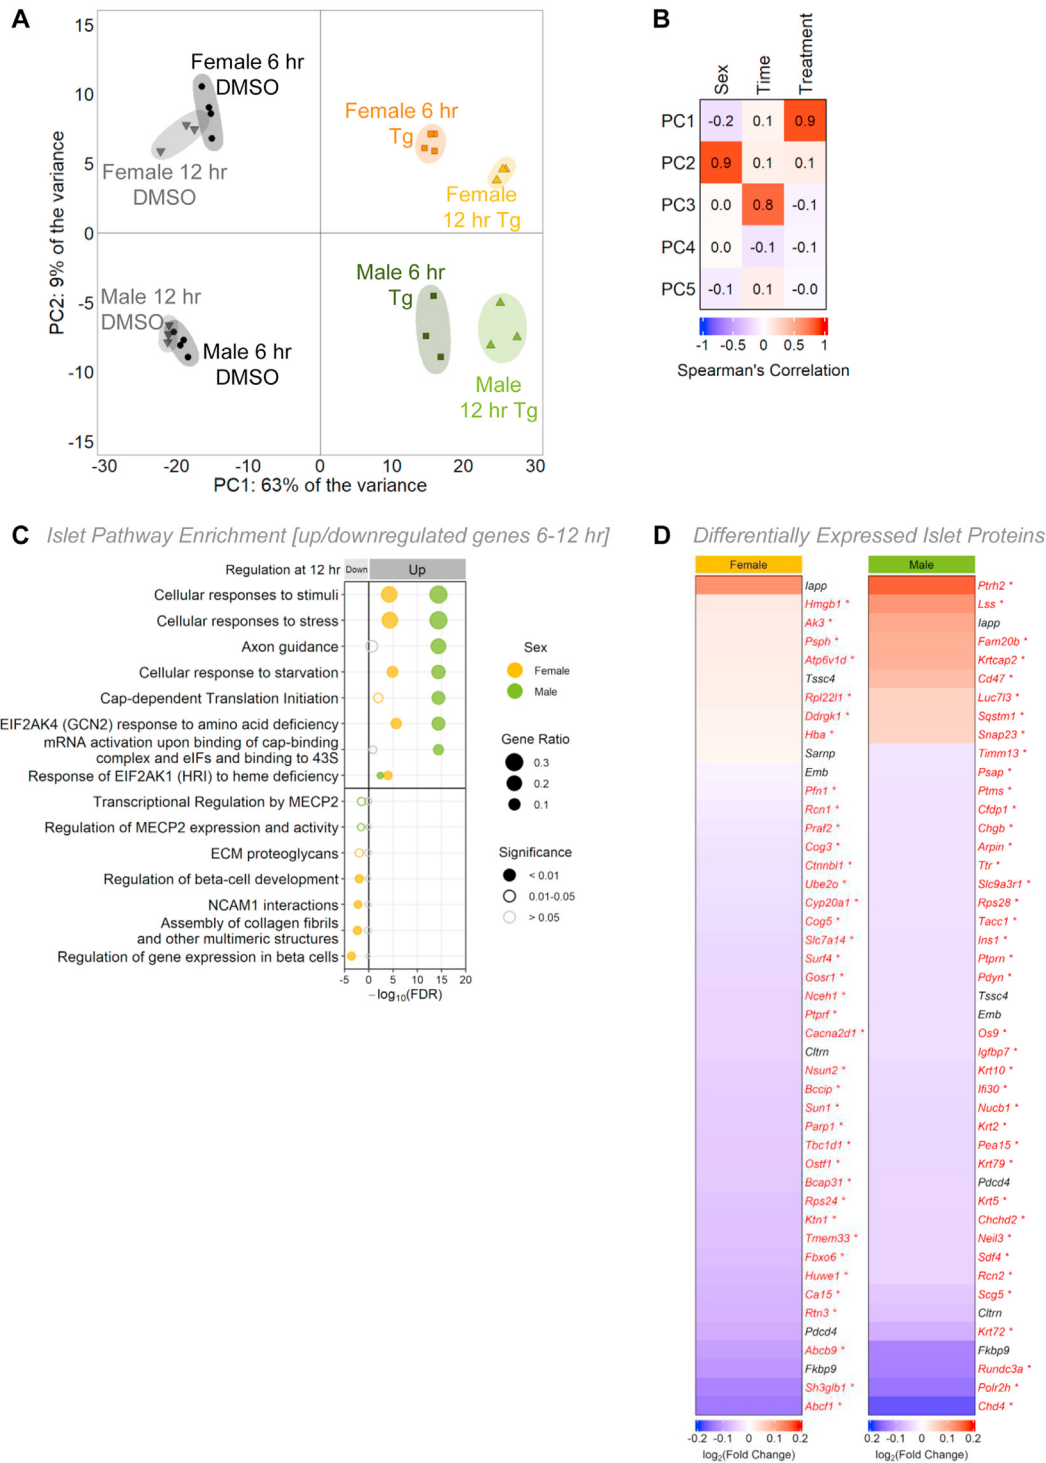 A
15
10
5
0
-5
-10
-15
PC2: 9% of the variance
Female 6 hr
DMSO
Female 12 hr
DMSO
Female 6 hr
Tg
Female
12 hr Tg
Male 12 hr
DMSO
Male 6 hr
DMSO
Male 6 hr
Tg
Male
12 hr Tg
-30 -20 -10 0 10 20 30
PC1: 63% of the variance
B
Sex Time Treatment
PC1 -0.2 0.1 0.9
PC2 0.9 0.1 0.1
PC3 0.0 0.8 -0.1
PC4 0.0 -0.1 -0.1
PC5 -0.1 0.1 -0.0
-1 -0.5 0 0.5 1
Spearman's Correlation
C Islet Pathway Enrichment [up/downregulated genes 6-12 hr]
Regulation at 12 hr Down Up
Cellular responses to stimuli
Cellular responses to stress
Axon guidance
Cellular response to starvation
Cap-dependent Translation Initiation
EIF2AK4 (GCN2) response to amino acid deficiency
mRNA activation upon binding of cap-binding
complex and eIFs and binding to 43S
Response of EIF2AK1 (HRI) to heme deficiency
Transcriptional Regulation by MECP2
Regulation of MECP2 expression and activity
ECM proteoglycans
Regulation of beta-cell development
NCAM1 interactions
Assembly of collagen fibrils
and other multimeric structures
Regulation of gene expression in beta cells
-5 0 5 10 15 20
−log10(FDR)
Sex
Female
Male
Gene Ratio
0.3
0.2
0.1
Significance
< 0.01
0.01-0.05
> 0.05
D Differentially Expressed Islet Proteins
Female
Iapp
Hmgb1 *
Ak3 *
Psph *
Atp6v1d *
Tssc4
Rpl22l1 *
Ddrgk1 *
Hba *
Sarnp
Emb
Pfn1 *
Rcn1 *
Praf2 *
Cog3 *
Ctnnbl1 *
Ube2o *
Cyp20a1 *
Cog5 *
Slc7a14 *
Surf4 *
Gosr1 *
Nceh1 *
Ptprf *
Cacna2d1 *
Cltrn
Nsun2 *
Bccip *
Sun1 *
Parp1 *
Tbc1d1 *
Ostf1 *
Bcap31 *
Rps24 *
Ktn1 *
Tmem33 *
Fbxo6 *
Huwe1 *
Ca15 *
Rtn3 *
Pdcd4
Abcb9 *
Fkbp9
Sh3glb1 *
Abcf1 *
-0.2 -0.1 0 0.1 0.2
log2(Fold Change)
Male
Ptrh2 *
Lss *
Iapp
Fam20b *
Krtcap2 *
Cd47 *
Luc7l3 *
Sqstm1 *
Snap23 *
Timm13 *
Psap *
Ptms *
Cfdp1 *
Chgb *
Arpin *
Ttr *
Slc9a3r1 *
Rps28 *
Tacc1 *
Ins1 *
Ptprn *
Pdyn *
Tssc4
Emb
Os9 *
Igfbp7 *
Krt10 *
Ifi30 *
Nucb1 *
Krt2 *
Pea15 *
Krt79 *
Pdcd4
Krt5 *
Chchd2 *
Neil3 *
Sdf4 *
Rcn2 *
Scg5 *
Cltrn
Krt72 *
Fkbp9
Rundc3a *
Polr2h *
Chd4 *
0.2 -0.1 0 0.1 0.2
log2(Fold Change)